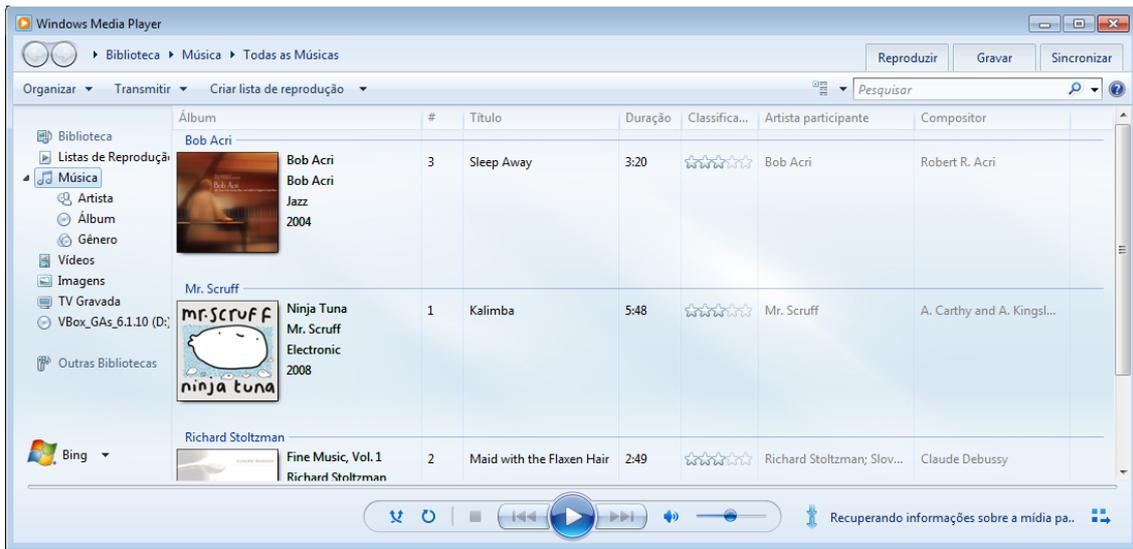 Windows Media Player
Biblioteca Música Todas as Músicas
Reproduzir Gravar Sincronizar
Organizar Transmitir Criar lista de reprodução Pesquisar
Álbum # Título Duração Classifica... Artista participante Compositor
Biblioteca
Listas de Reproduçã
Música
Artista
Álbum
Gênero
Vídeos
Imagens
TV Gravada
VBox_GAs_6.1.10 (D:)
Outras Bibliotecas
Bing
Bob Acri
Bob Acri 3 Sleep Away 3:20 Bob Acri Robert R. Acri
Bob Acri
Jazz
2004
Bob Acri
Mr. Scruff
Ninja Tuna 1 Kalimba 5:48 Mr. Scruff A. Carthy and A. Kingsl...
Mr. Scruff
Electronic
2008
mr.scruff
ninja tuna
Richard Stoltzman
Fine Music, Vol. 1 2 Maid with the Flaxen Hair 2:49 Richard Stoltzman; Slov... Claude Debussy
Richard Stoltzman
Recuperando informações sobre a mídia pa..